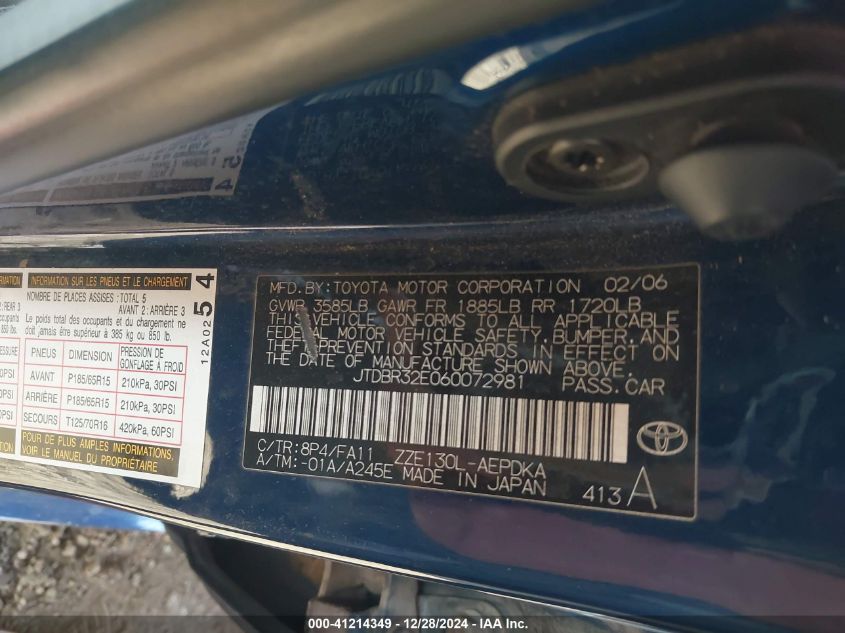 INFORMATION SUR LES PNEUS ET LE CHARGEMENT
NOMBRE DE PLACES ASSISES : TOTAL 5
AVANT 2 : ARRIÈRE 3
Le poids total des occupants et du chargement ne
doit jamais être supérieur à 385 kg ou 850 lb.
PNEUS DIMENSION PRESSION DE GONFLAGE A FROID
AVANT P185/65R15 210kPa, 30PSI
ARRIÈRE P185/65R15 210kPa, 30PSI
SECOURS T125/70R16 420kPa, 60PSI
POUR DE PLUS AMPLES INFORMATIONS,
VOIR LE MANUEL DU PROPRIÉTAIRE
12A0254
MFD.BY:TOYOTA MOTOR CORPORATION 02/06
GVWR 3585LB GAWR FR 1885LB RR 1720LB
THIS VEHICLE CONFORMS TO ALL APPLICABLE
FEDERAL MOTOR VEHICLE SAFETY, BUMPER, AND
THEFT PREVENTION STANDARDS IN EFFECT ON
THE DATE OF MANUFACTURE SHOWN ABOVE.
JTDBR32E060072981 PASS.CAR
C/TR:8P4/FA11 ZZE130L-AEPDKA
A/TM:-01A/A245E MADE IN JAPAN
413 A
000-41214349 - 12/28/2024 - IAAI.com